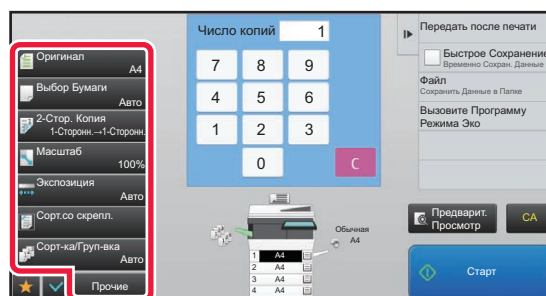 Оригинал
A4
Выбор Бумаги
Авто
2-Стор. Копия
1-Сторонн.→1-Сторонн.
Масштаб
100%
Экспозиция
Авто
Сорт.со скрепл.
Сорт-ка/Груп-вка
Авто
Прочие
Число копий 1
7 8 9
4 5 6
1 2 3
0 C
Обычная
A4
1 A4
2 A4
3 A4
4 A4
Передать после печати
Быстрое Сохранение
Временно Сохран. Данные
Файл
Сохранить Данные в Папке
Вызовите Программу
Режима Эко
Предварит.
Просмотр
CA
Старт